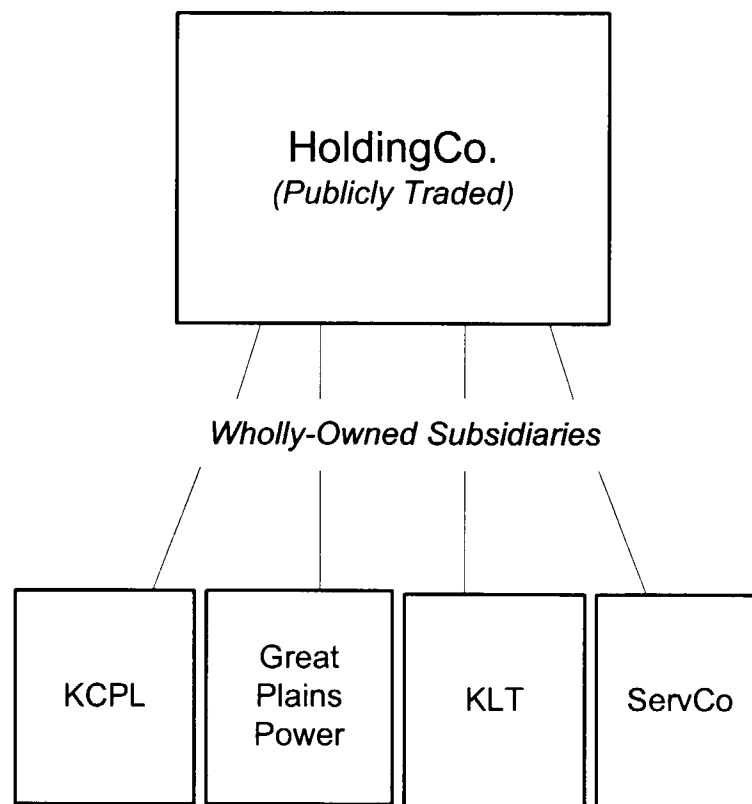 HoldingCo.
(Publicly Traded)
Wholly-Owned Subsidiaries
KCPL
Great
Plains
Power
KLT
ServCo